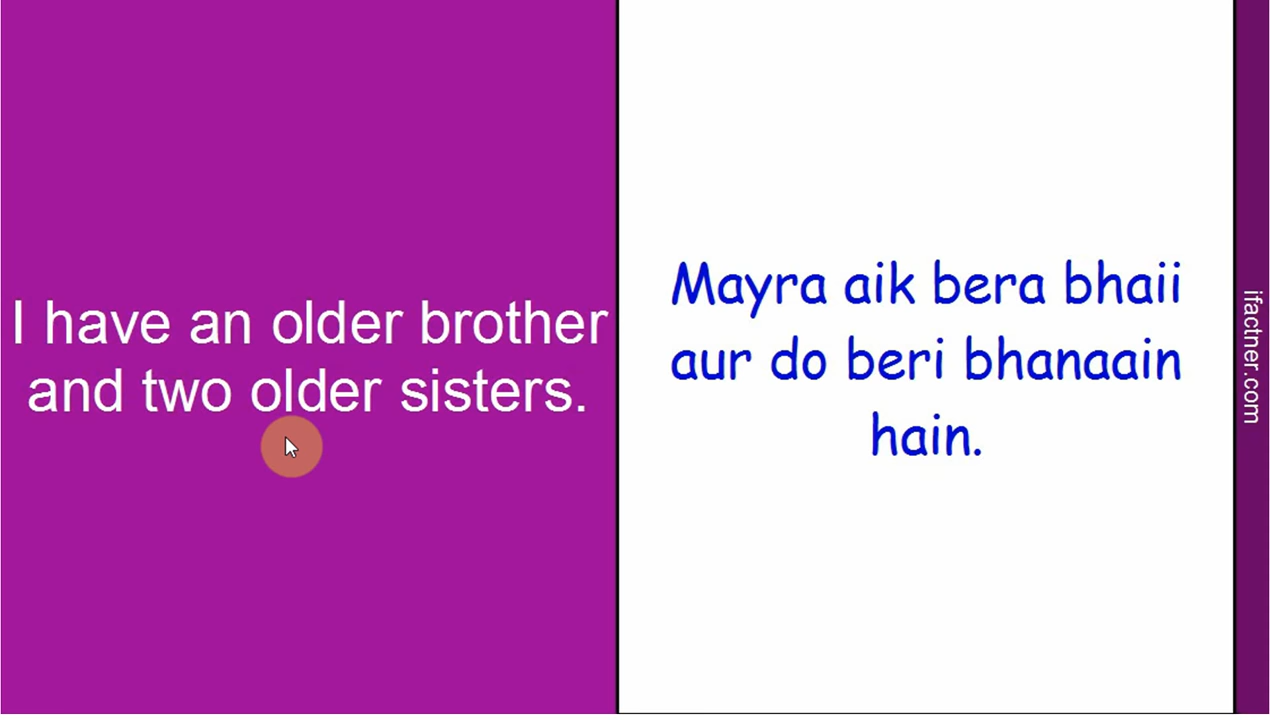 I have an older brother
and two older sisters.
Mayra aik bera bhaii
aur do beri bhanaain
hain.
ifactner.com